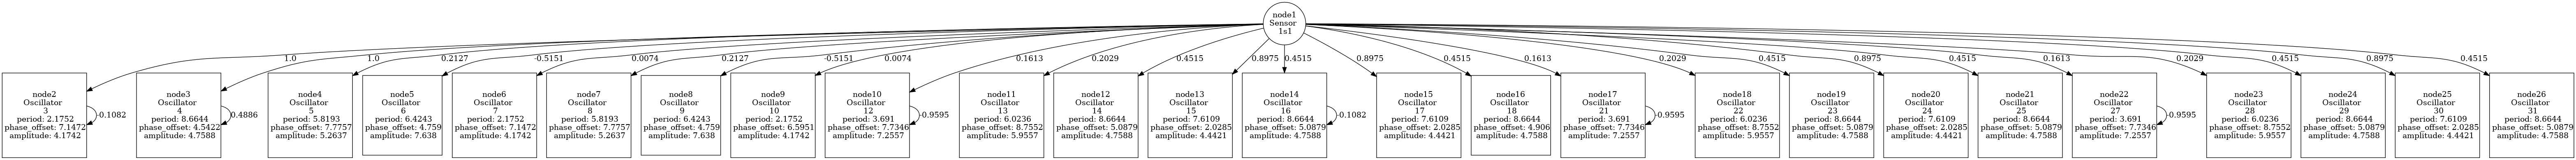 node1
Sensor
1s1
1.0
1.0
0.2127
-0.5151
0.0074
0.2127
-0.5151
0.0074
0.1613
0.2029
0.4515
0.8975
0.4515
0.8975
0.4515
0.1613
0.2029
0.4515
0.8975
0.4515
0.1613
0.2029
0.4515
0.8975
0.4515
node2
Oscillator
3
period: 2.1752
phase_offset: 7.1472
amplitude: 4.1742
-0.1082
node3
Oscillator
4
period: 8.6644
phase_offset: 4.5422
amplitude: 4.7588
0.4886
node4
Oscillator
5
period: 5.8193
phase_offset: 7.7757
amplitude: 5.2637
node5
Oscillator
6
period: 6.4243
phase_offset: 4.759
amplitude: 7.638
node6
Oscillator
7
period: 2.1752
phase_offset: 7.1472
amplitude: 4.1742
node7
Oscillator
8
period: 5.8193
phase_offset: 7.7757
amplitude: 5.2637
node8
Oscillator
9
period: 6.4243
phase_offset: 4.759
amplitude: 7.638
node9
Oscillator
10
period: 2.1752
phase_offset: 6.5951
amplitude: 4.1742
node10
Oscillator
12
period: 3.691
phase_offset: 7.7346
amplitude: 7.2557
-0.9595
node11
Oscillator
13
period: 6.0236
phase_offset: 8.7552
amplitude: 5.9557
node12
Oscillator
14
period: 8.6644
phase_offset: 5.0879
amplitude: 4.7588
node13
Oscillator
15
period: 7.6109
phase_offset: 2.0285
amplitude: 4.4421
node14
Oscillator
16
period: 8.6644
phase_offset: 5.0879
amplitude: 4.7588
-0.1082
node15
Oscillator
17
period: 7.6109
phase_offset: 2.0285
amplitude: 4.4421
node16
Oscillator
18
period: 8.6644
phase_offset: 4.906
amplitude: 4.7588
node17
Oscillator
21
period: 3.691
phase_offset: 7.7346
amplitude: 7.2557
-0.9595
node18
Oscillator
22
period: 6.0236
phase_offset: 8.7552
amplitude: 5.9557
node19
Oscillator
23
period: 8.6644
phase_offset: 5.0879
amplitude: 4.7588
node20
Oscillator
24
period: 7.6109
phase_offset: 2.0285
amplitude: 4.4421
node21
Oscillator
25
period: 8.6644
phase_offset: 5.0879
amplitude: 4.7588
node22
Oscillator
27
period: 3.691
phase_offset: 7.7346
amplitude: 7.2557
-0.9595
node23
Oscillator
28
period: 6.0236
phase_offset: 8.7552
amplitude: 5.9557
node24
Oscillator
29
period: 8.6644
phase_offset: 5.0879
amplitude: 4.7588
node25
Oscillator
30
period: 7.6109
phase_offset: 2.0285
amplitude: 4.4421
node26
Oscillator
31
period: 8.6644
phase_offset: 5.0879
amplitude: 4.7588